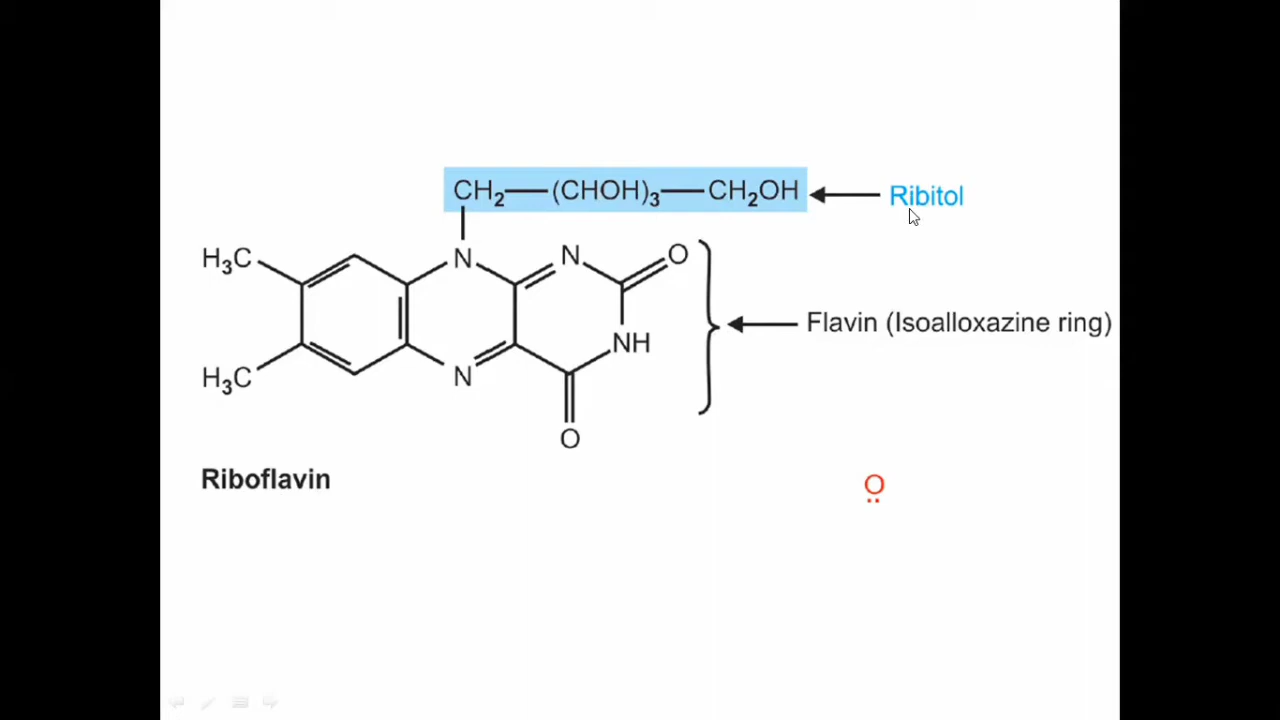 CH₂—(CHOH)₃—CH₂OH
Ribitol
H₃C
N
N
O
Flavin (Isoalloxazine ring)
NH
H₃C
N
O
Riboflavin
O